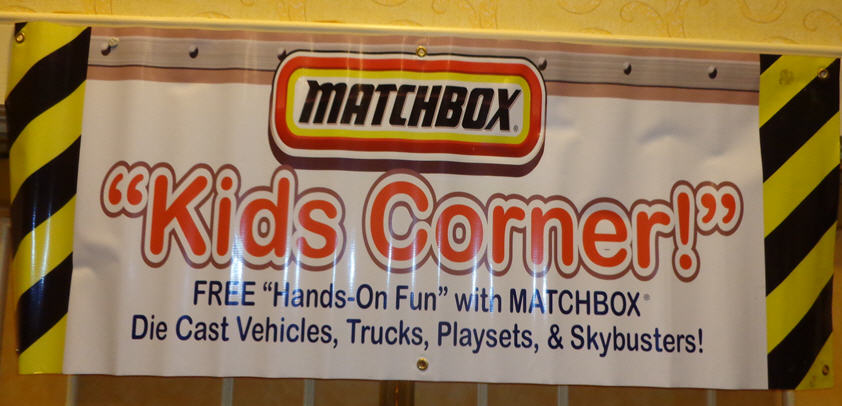 MATCHBOX®
“Kids Corner!”
FREE “Hands-On Fun” with MATCHBOX®
Die Cast Vehicles, Trucks, Playsets, & Skybusters!